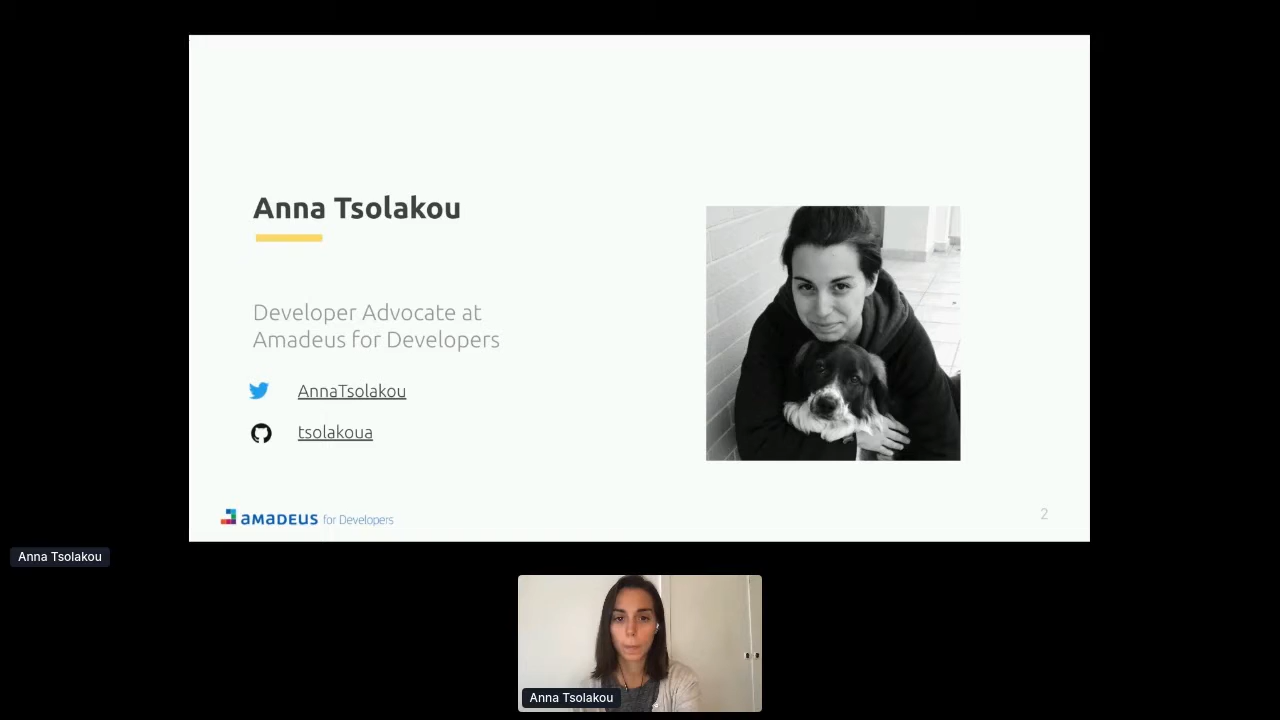 Anna Tsolakou
Developer Advocate at
Amadeus for Developers
AnnaTsolakou
tsolakoua
amadeus for Developers
2
Anna Tsolakou
Anna Tsolakou